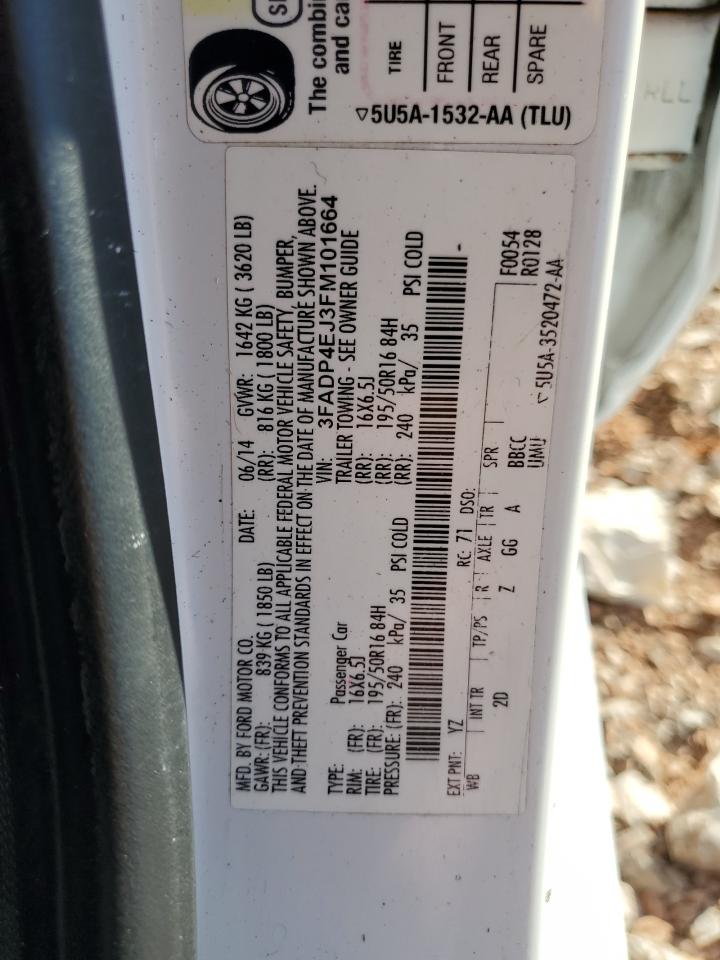 The combin
and ca
TIRE
FRONT
REAR
SPARE
5U5A-1532-AA (TLU)
MFD. BY FORD MOTOR CO. DATE: 06/14 GVWR: 1642 KG ( 3620 LB)
GAWR: (FR): 839 KG ( 1850 LB) (RR): 816 KG ( 1800 LB)
THIS VEHICLE CONFORMS TO ALL APPLICABLE FEDERAL MOTOR VEHICLE SAFETY, BUMPER,
AND THEFT PREVENTION STANDARDS IN EFFECT ON THE DATE OF MANUFACTURE SHOWN ABOVE.
VIN: 3FADP4EJ3FM101664
TYPE: Passenger Car TRAILER TOWING - SEE OWNER GUIDE
RIM: (FR): 16X6.5J (RR): 16X6.5J
TIRE: (FR): 195/50R16 84H (RR): 195/50R16 84H
PRESSURE: (FR): 240 kPa/ 35 PSI COLD (RR): 240 kPa/ 35 PSI COLD
EXT PNT: YZ RC: 71 DSO:
WB INT TR TP/PS R AXLE TR SPR
2D Z GG A BBCC
UMU
F0054
R0128
5U5A-3520472-AA